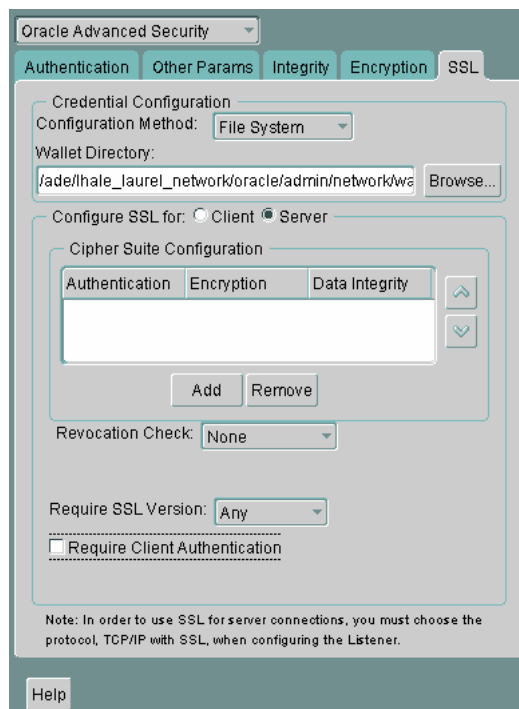 Oracle Advanced Security
Authentication Other Params Integrity Encryption SSL
Credential Configuration
Configuration Method: File System
Wallet Directory:
/ade/lhale_laurel_network/oracle/admin/network/wa Browse...
Configure SSL for: Client Server
Cipher Suite Configuration
Authentication Encryption Data Integrity
Add Remove
Revocation Check: None
Require SSL Version: Any
Require Client Authentication
Note: In order to use SSL for server connections, you must choose the
protocol, TCP/IP with SSL, when configuring the Listener.
Help